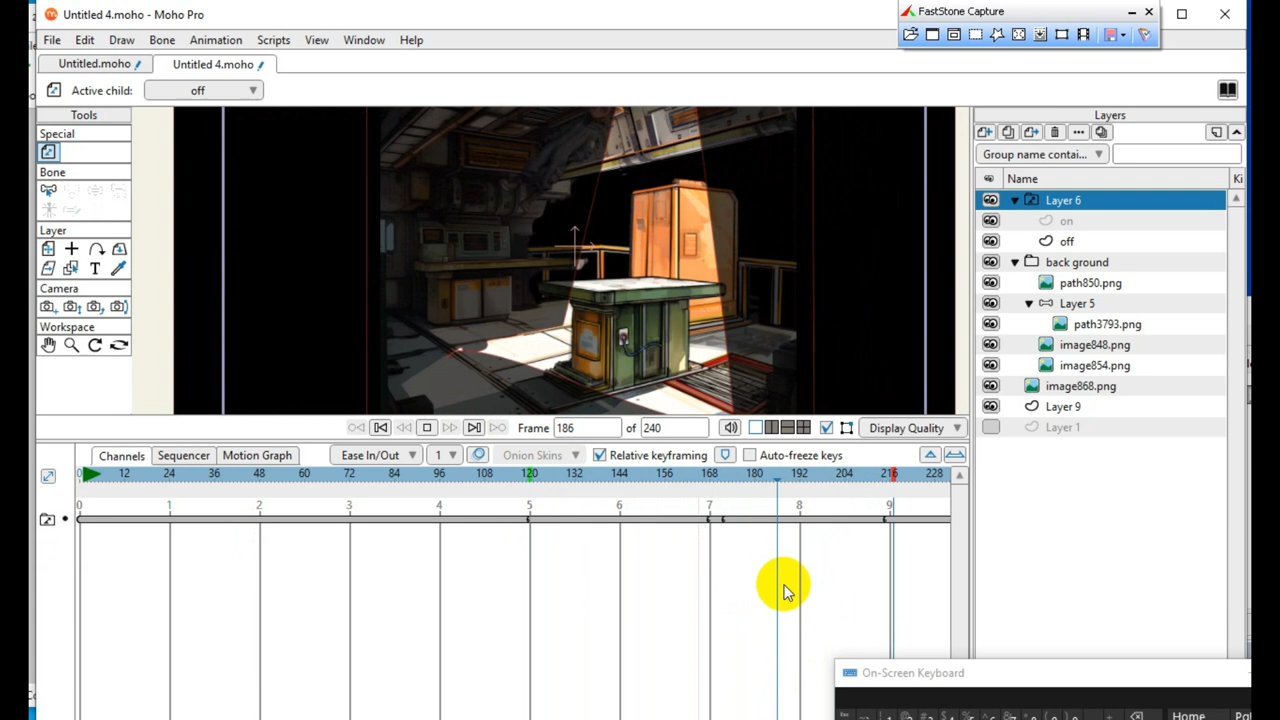 Untitled 4.moho - Moho Pro
FastStone Capture
File Edit Draw Bone Animation Scripts View Window Help
Untitled.moho Untitled 4.moho
Active child: off
Tools
Special
Bone
Layer
Camera
Workspace
Layers
Group name contai...
Name Ki
Layer 6
on
off
back ground
path850.png
Layer 5
path3793.png
image848.png
image854.png
image868.png
Layer 9
Layer 1
Frame 186 of 240 Display Quality
Channels Sequencer Motion Graph Ease In/Out 1 Onion Skins Relative keyframing Auto-freeze keys
0 12 24 36 48 60 72 84 96 108 120 132 144 156 168 180 192 204 216 228
0 1 2 3 4 5 6 7 8 9
On-Screen Keyboard
Home